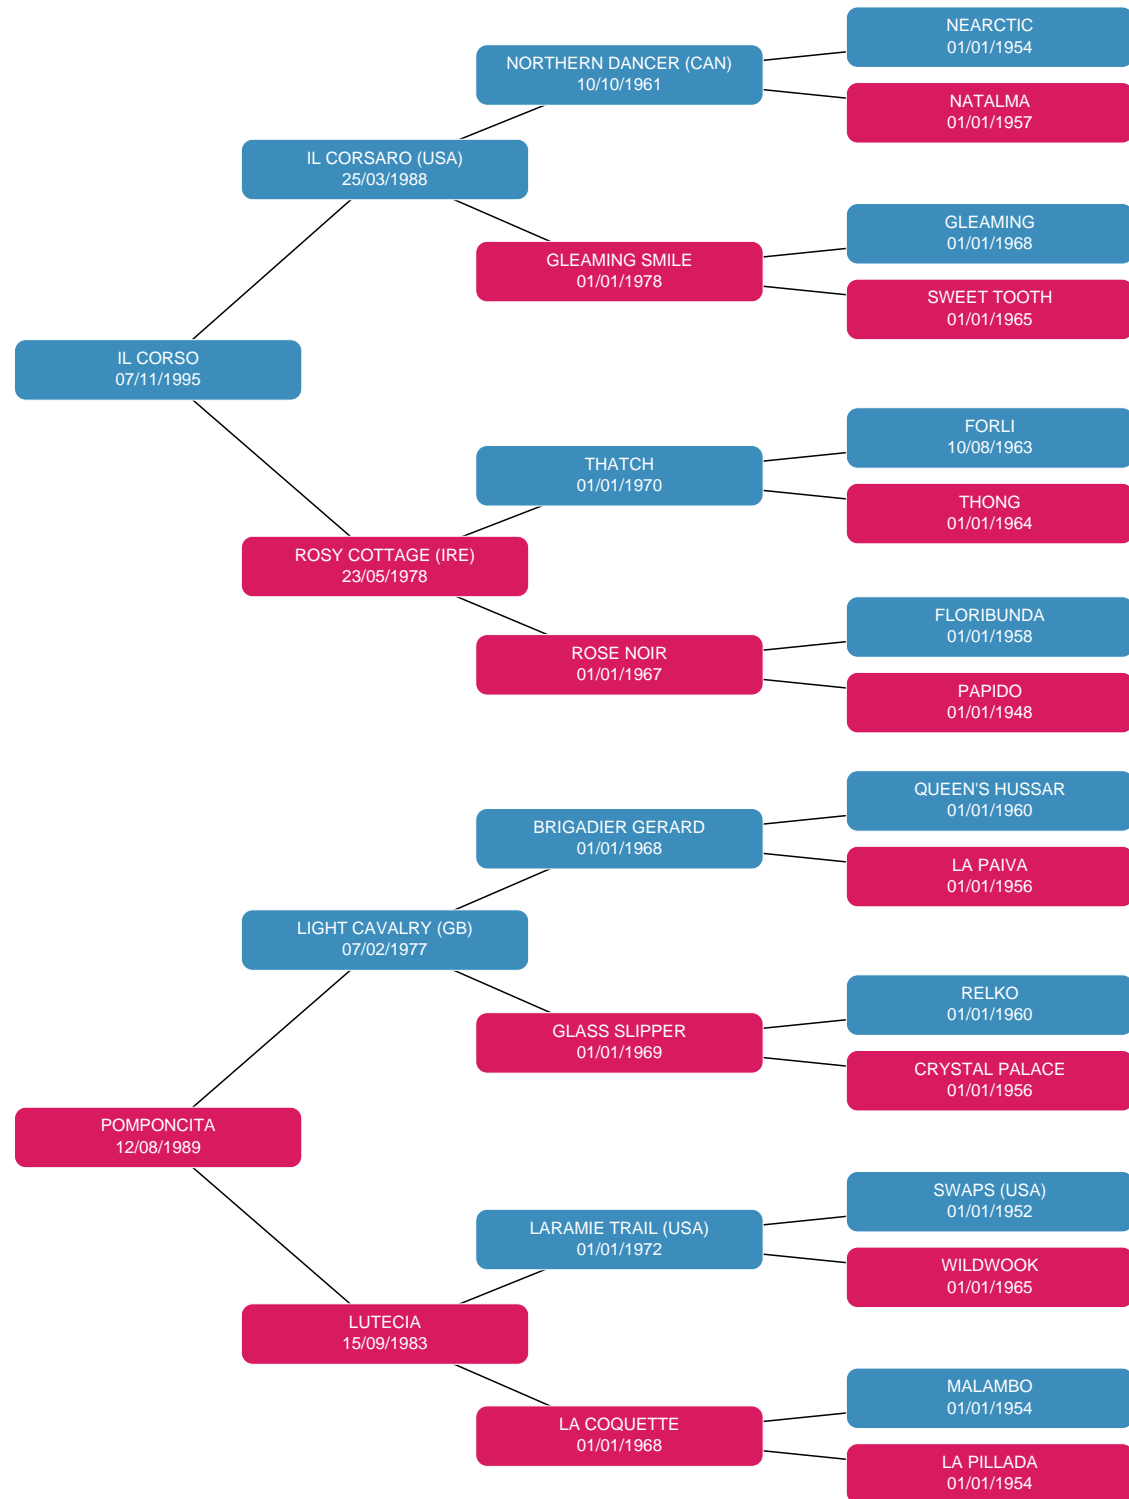 NEARCTIC
01/01/1954
NORTHERN DANCER (CAN)
10/10/1961
NATALMA
01/01/1957
IL CORSARO (USA)
25/03/1988
GLEAMING
01/01/1968
GLEAMING SMILE
01/01/1978
SWEET TOOTH
01/01/1965
IL CORSO
07/11/1995
FORLI
10/08/1963
THATCH
01/01/1970
THONG
01/01/1964
ROSY COTTAGE (IRE)
23/05/1978
FLORIBUNDA
01/01/1958
ROSE NOIR
01/01/1967
PAPIDO
01/01/1948
QUEEN'S HUSSAR
01/01/1960
BRIGADIER GERARD
01/01/1968
LA PAIVA
01/01/1956
LIGHT CAVALRY (GB)
07/02/1977
RELKO
01/01/1960
GLASS SLIPPER
01/01/1969
CRYSTAL PALACE
01/01/1956
POMPONCITA
12/08/1989
SWAPS (USA)
01/01/1952
LARAMIE TRAIL (USA)
01/01/1972
WILDWOOK
01/01/1965
LUTECIA
15/09/1983
MALAMBO
01/01/1954
LA COQUETTE
01/01/1968
LA PILLADA
01/01/1954